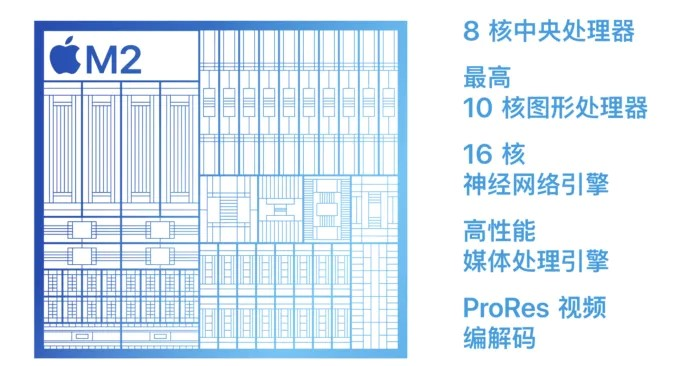 M2
8 核中央处理器
最高
10 核图形处理器
16 核
神经网络引擎
高性能
媒体处理引擎
ProRes 视频
编解码